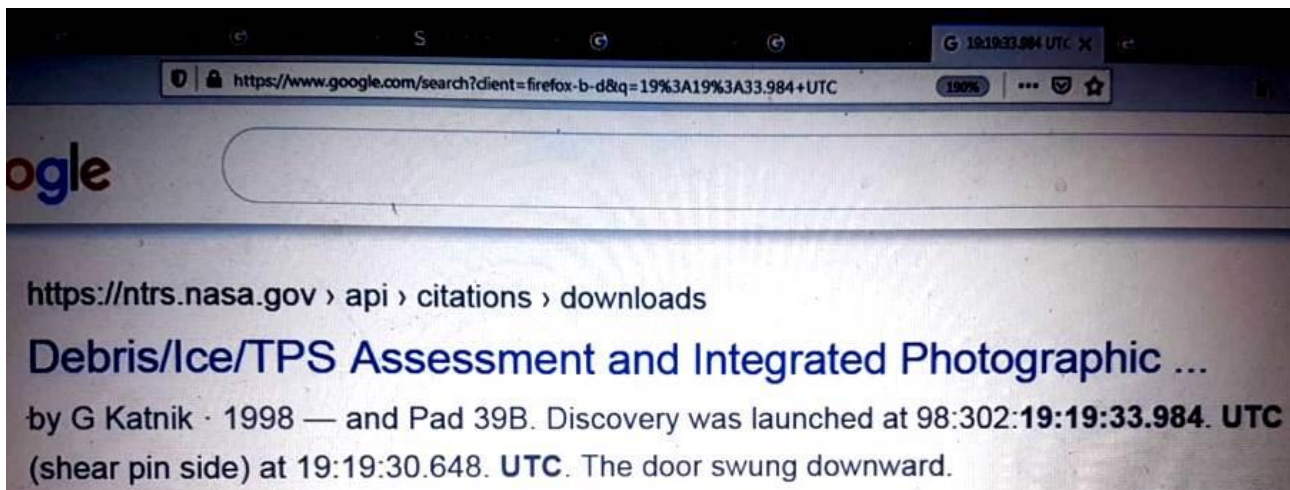 G 19:19:33.984 UTC
https://www.google.com/search?client=firefox-b-d&q=19%3A19%3A33.984+UTC 190%
ogle
https://ntrs.nasa.gov › api › citations › downloads
Debris/Ice/TPS Assessment and Integrated Photographic ...
by G Katnik · 1998 — and Pad 39B. Discovery was launched at 98:302:19:19:33.984. UTC
(shear pin side) at 19:19:30.648. UTC. The door swung downward.